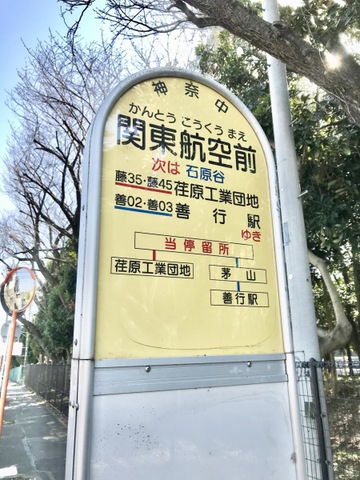 神奈中
かんとう こうくう まえ
関東航空前
次は 石原谷
藤35・藤45 荏原工業団地
善02・善03 善行駅
ゆき
当停留所
荏原工業団地
茅山
善行駅